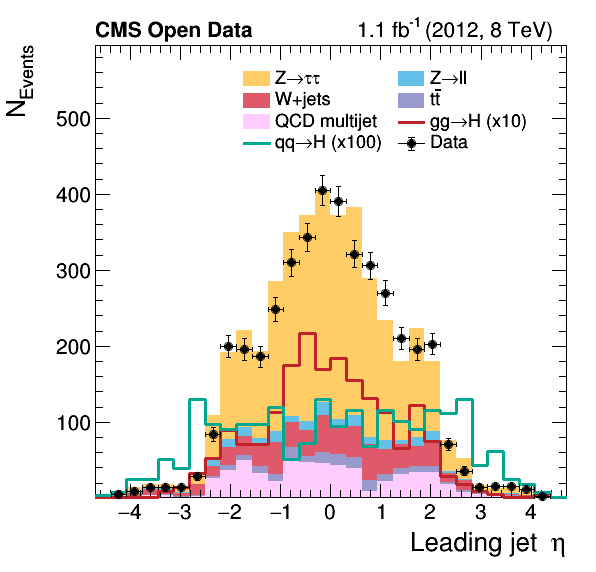 CMS Open Data 1.1 fb⁻¹ (2012, 8 TeV)
N_Events
Z→ττ Z→ll
W+jets tt̄
QCD multijet gg→H (x10)
qq→H (x100) Data
500
400
300
200
100
−4 −3 −2 −1 0 1 2 3 4
Leading jet η